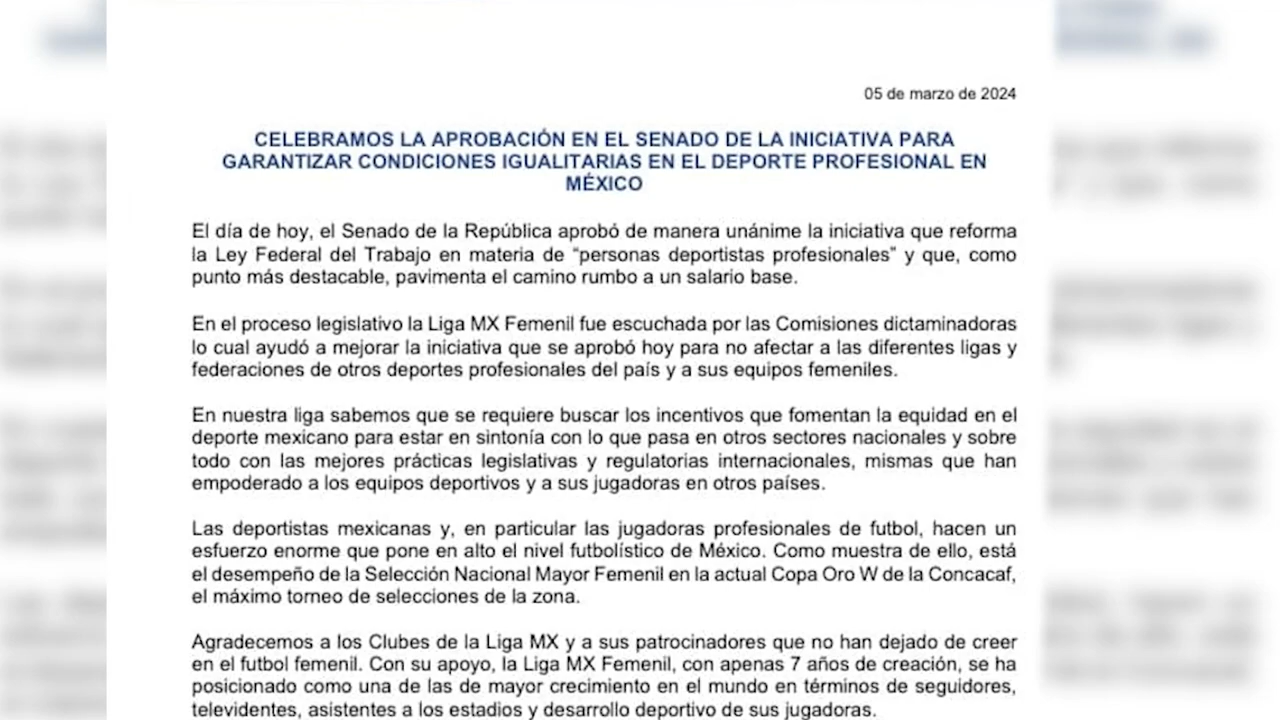 05 de marzo de 2024
CELEBRAMOS LA APROBACIÓN EN EL SENADO DE LA INICIATIVA PARA
GARANTIZAR CONDICIONES IGUALITARIAS EN EL DEPORTE PROFESIONAL EN
MÉXICO
El día de hoy, el Senado de la República aprobó de manera unánime la iniciativa que reforma
la Ley Federal del Trabajo en materia de “personas deportistas profesionales” y que, como
punto más destacable, pavimenta el camino rumbo a un salario base.
En el proceso legislativo la Liga MX Femenil fue escuchada por las Comisiones dictaminadoras
lo cual ayudó a mejorar la iniciativa que se aprobó hoy para no afectar a las diferentes ligas y
federaciones de otros deportes profesionales del país y a sus equipos femeniles.
En nuestra liga sabemos que se requiere buscar los incentivos que fomentan la equidad en el
deporte mexicano para estar en sintonía con lo que pasa en otros sectores nacionales y sobre
todo con las mejores prácticas legislativas y regulatorias internacionales, mismas que han
empoderado a los equipos deportivos y a sus jugadoras en otros países.
Las deportistas mexicanas y, en particular las jugadoras profesionales de futbol, hacen un
esfuerzo enorme que pone en alto el nivel futbolístico de México. Como muestra de ello, está
el desempeño de la Selección Nacional Mayor Femenil en la actual Copa Oro W de la Concacaf,
el máximo torneo de selecciones de la zona.
Agradecemos a los Clubes de la Liga MX y a sus patrocinadores que no han dejado de creer
en el futbol femenil. Con su apoyo, la Liga MX Femenil, con apenas 7 años de creación, se ha
posicionado como una de las de mayor crecimiento en el mundo en términos de seguidores,
televidentes, asistentes a los estadios y desarrollo deportivo de sus jugadoras.